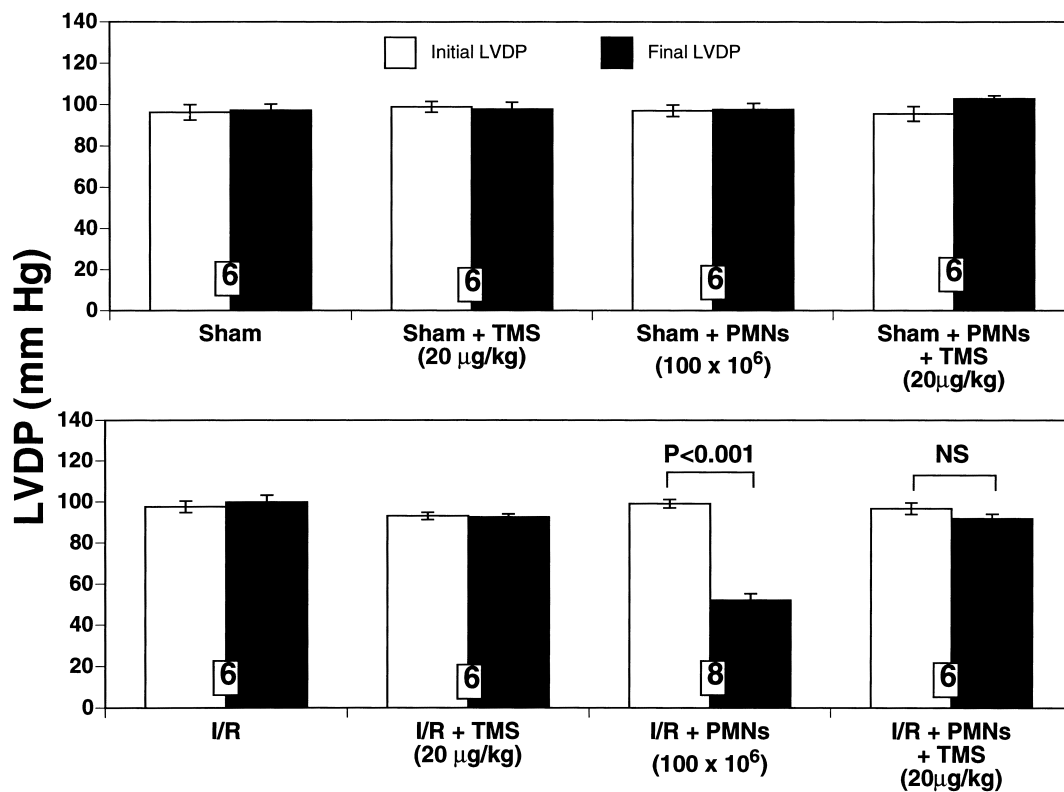 LVDP (mm Hg)
140
120
100
80
60
40
20
0
Initial LVDP
Final LVDP
6
6
6
6
Sham
Sham + TMS
(20 µg/kg)
Sham + PMNs
(100 x 10⁶)
Sham + PMNs
+ TMS
(20µg/kg)
140
120
100
80
60
40
20
0
P<0.001
NS
6
6
8
6
I/R
I/R + TMS
(20 µg/kg)
I/R + PMNs
(100 x 10⁶)
I/R + PMNs
+ TMS
(20µg/kg)